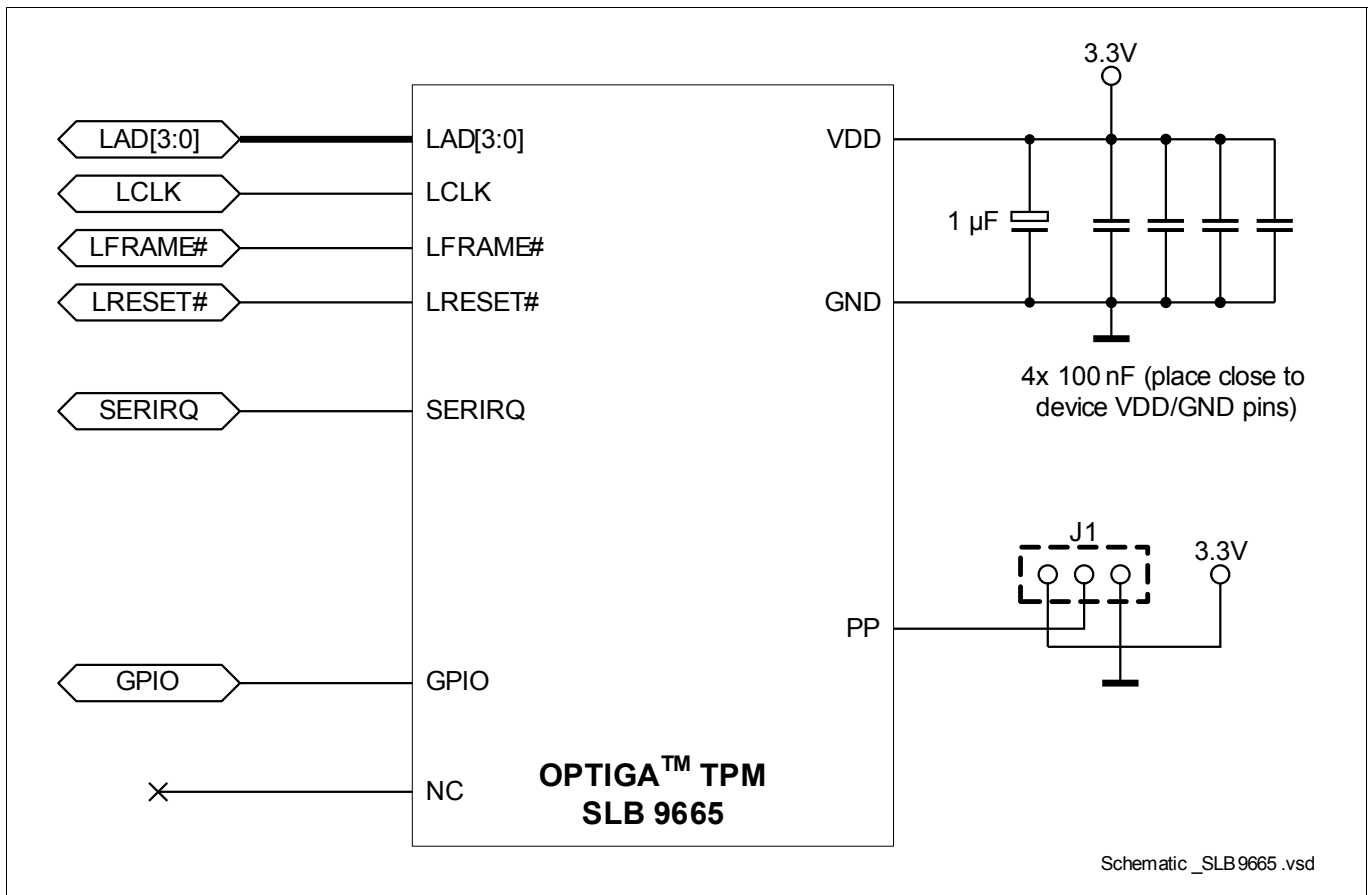 3.3V
LAD[3:0]
LAD[3:0]
VDD
LCLK
LCLK
1 µF
LFRAME#
LFRAME#
LRESET#
LRESET#
GND
4x 100 nF (place close to
device VDD/GND pins)
SERIRQ
SERIRQ
J1
3.3V
PP
GPIO
GPIO
NC
OPTIGA™ TPM
SLB 9665
Schematic _SLB9665 .vsd